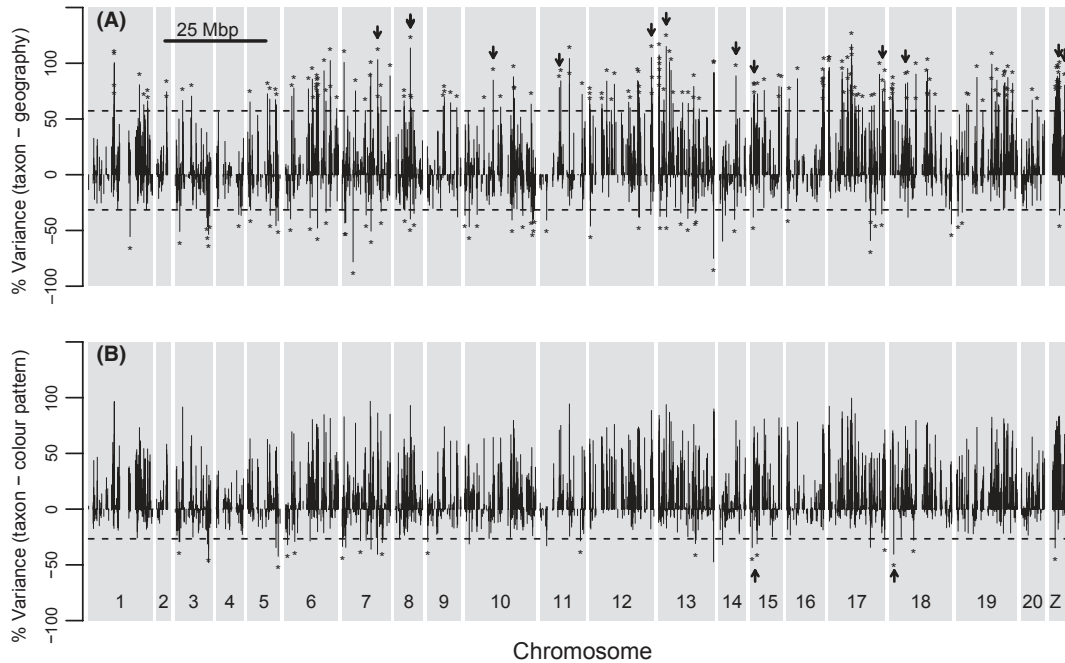 (A)
25 Mbp
% Variance (taxon − geography)
100
50
0
−50
−100
(B)
% Variance (taxon − colour pattern)
100
50
0
−50
−100
1 2 3 4 5 6 7 8 9 10 11 12 13 14 15 16 17 18 19 20 Z
Chromosome